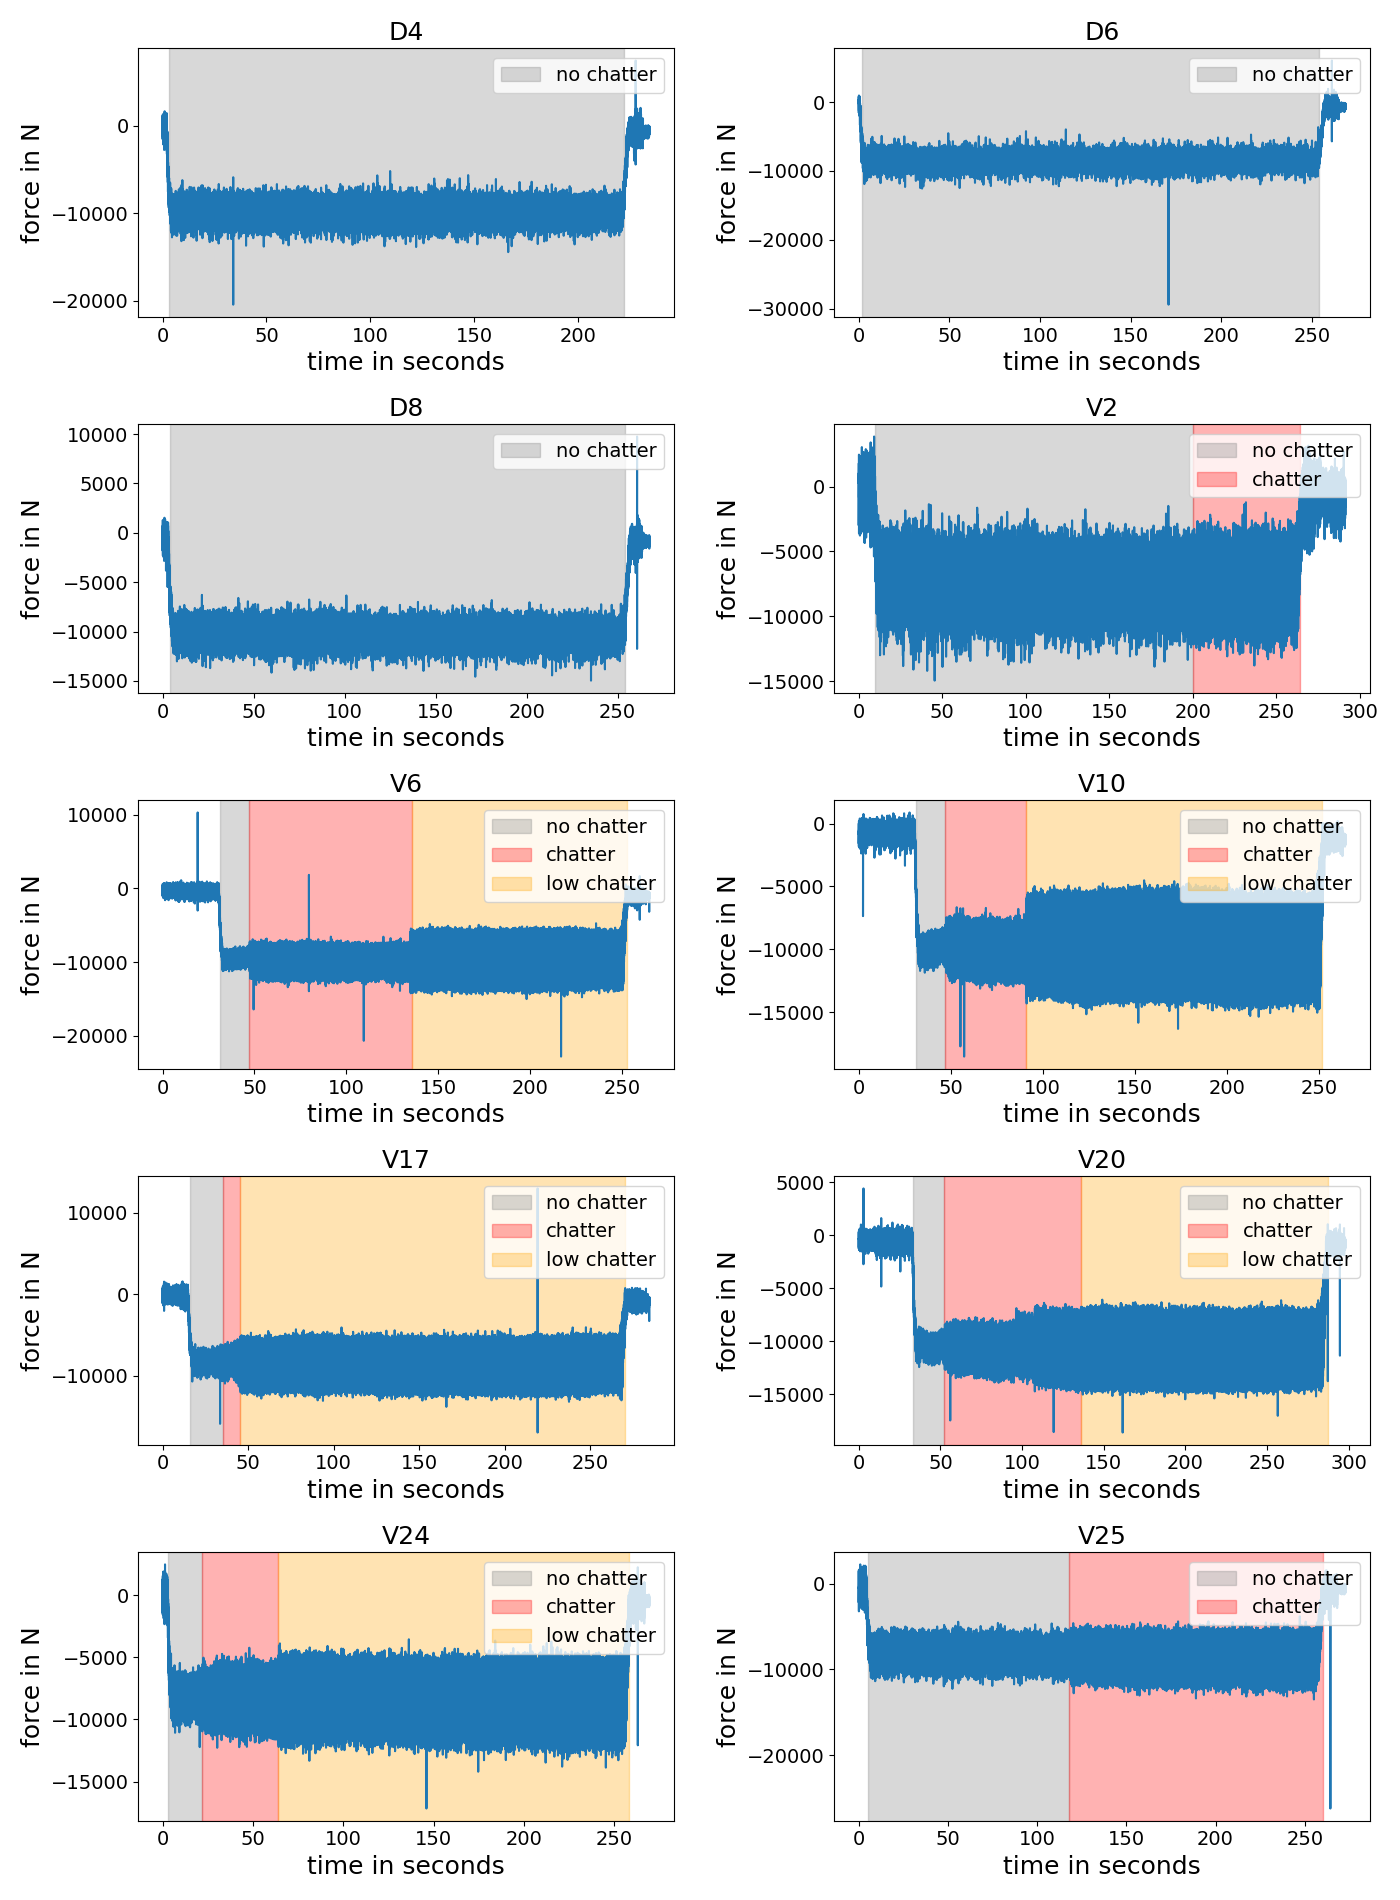 D4
no chatter
0
−10000
−20000
force in N
0 50 100 150 200
time in seconds
D6
no chatter
0
−10000
−20000
−30000
force in N
0 50 100 150 200 250
time in seconds
D8
no chatter
10000
5000
0
−5000
−10000
−15000
force in N
0 50 100 150 200 250
time in seconds
V2
no chatter
chatter
0
−5000
−10000
−15000
force in N
0 50 100 150 200 250 300
time in seconds
V6
no chatter
chatter
low chatter
10000
0
−10000
−20000
force in N
0 50 100 150 200 250
time in seconds
V10
no chatter
chatter
low chatter
0
−5000
−10000
−15000
force in N
0 50 100 150 200 250
time in seconds
V17
no chatter
chatter
low chatter
10000
0
−10000
force in N
0 50 100 150 200 250
time in seconds
V20
no chatter
chatter
low chatter
5000
0
−5000
−10000
−15000
force in N
0 50 100 150 200 250 300
time in seconds
V24
no chatter
chatter
low chatter
0
−5000
−10000
−15000
force in N
0 50 100 150 200 250
time in seconds
V25
no chatter
chatter
0
−10000
−20000
force in N
0 50 100 150 200 250
time in seconds